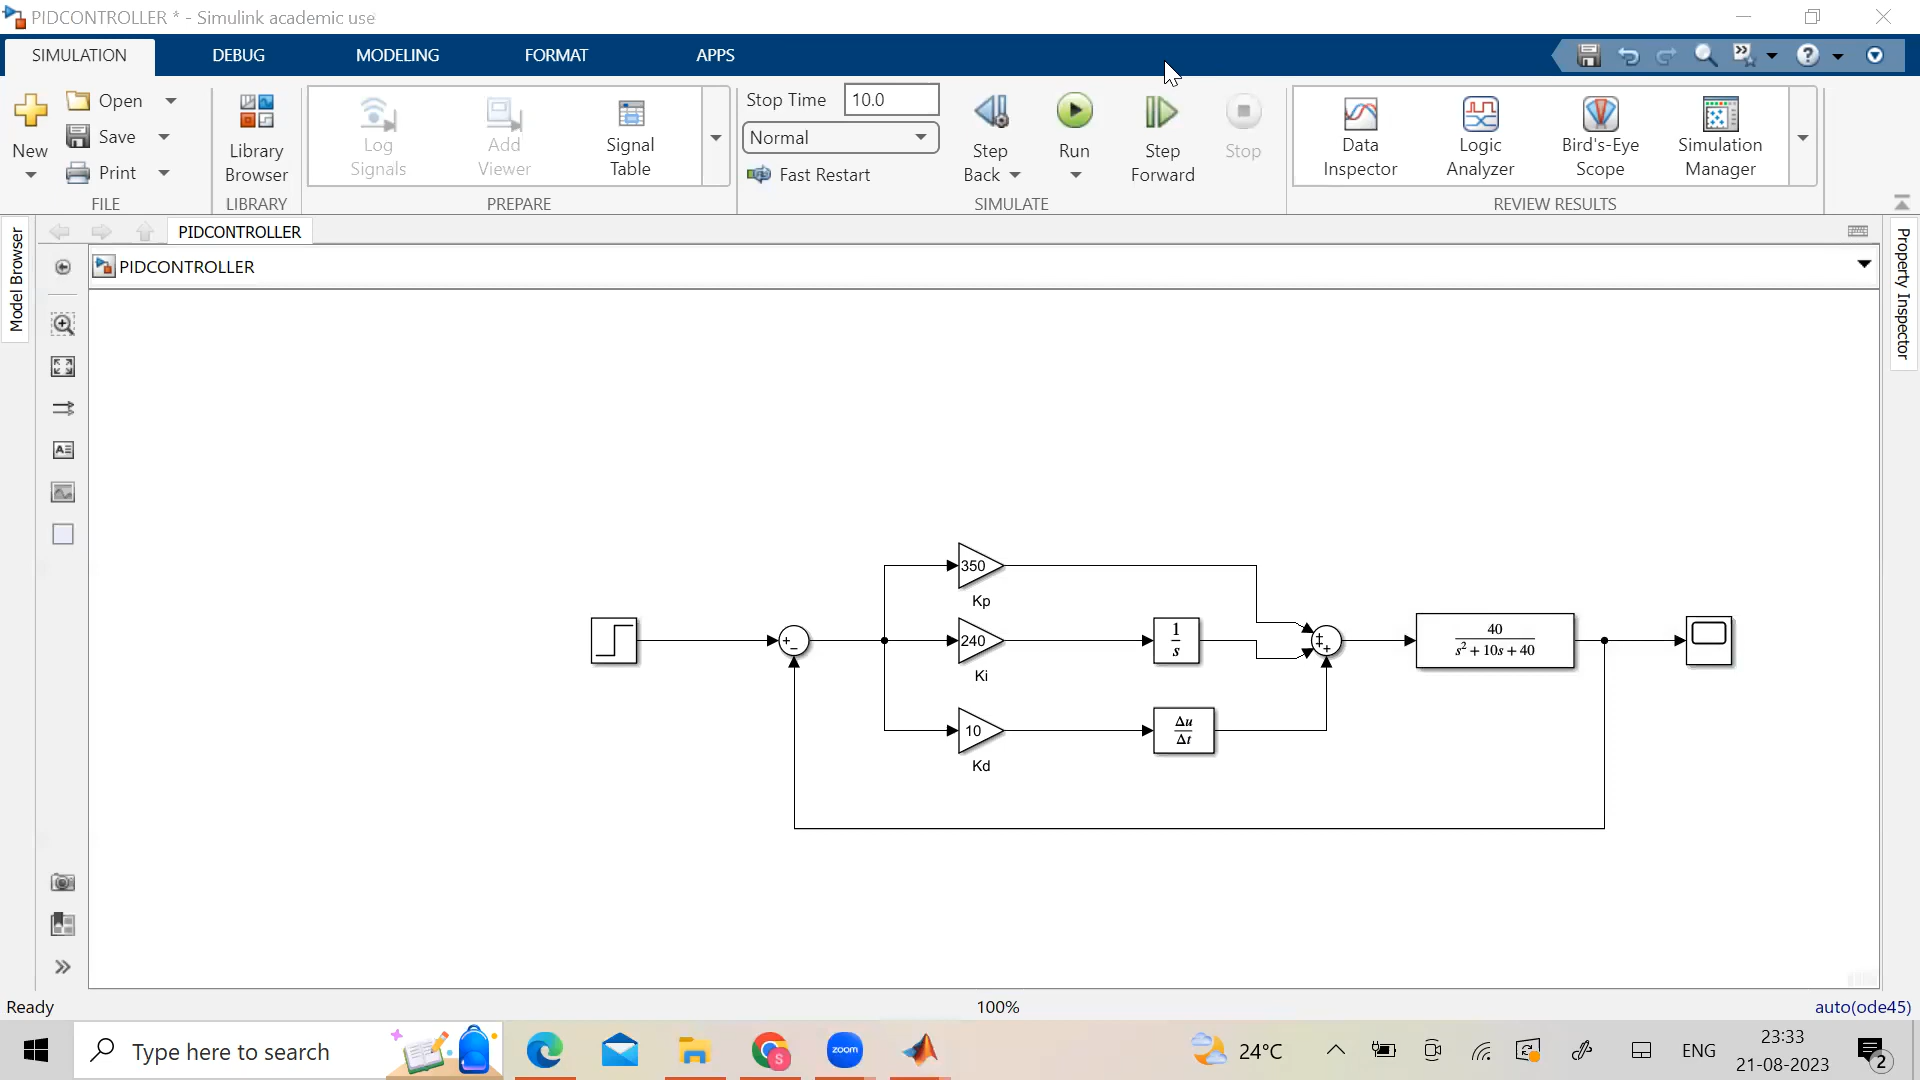 PIDCONTROLLER * - Simulink academic use
SIMULATION
DEBUG
MODELING
FORMAT
APPS
New
Open
Save
Print
FILE
Library
Browser
LIBRARY
Log
Signals
Add
Viewer
Signal
Table
PREPARE
Stop Time
10.0
Normal
Fast Restart
Step
Back
Run
Step
Forward
Stop
SIMULATE
Data
Inspector
Logic
Analyzer
Bird's-Eye
Scope
Simulation
Manager
REVIEW RESULTS
Model Browser
PIDCONTROLLER
PIDCONTROLLER
Property Inspector
350
Kp
240
Ki
10
Kd
1
s
Δu
Δt
+
−
+
+
+
40
s² + 10s + 40
Ready
100%
auto(ode45)
Type here to search
S
zoom
24°C
ENG
23:33
21-08-2023
2